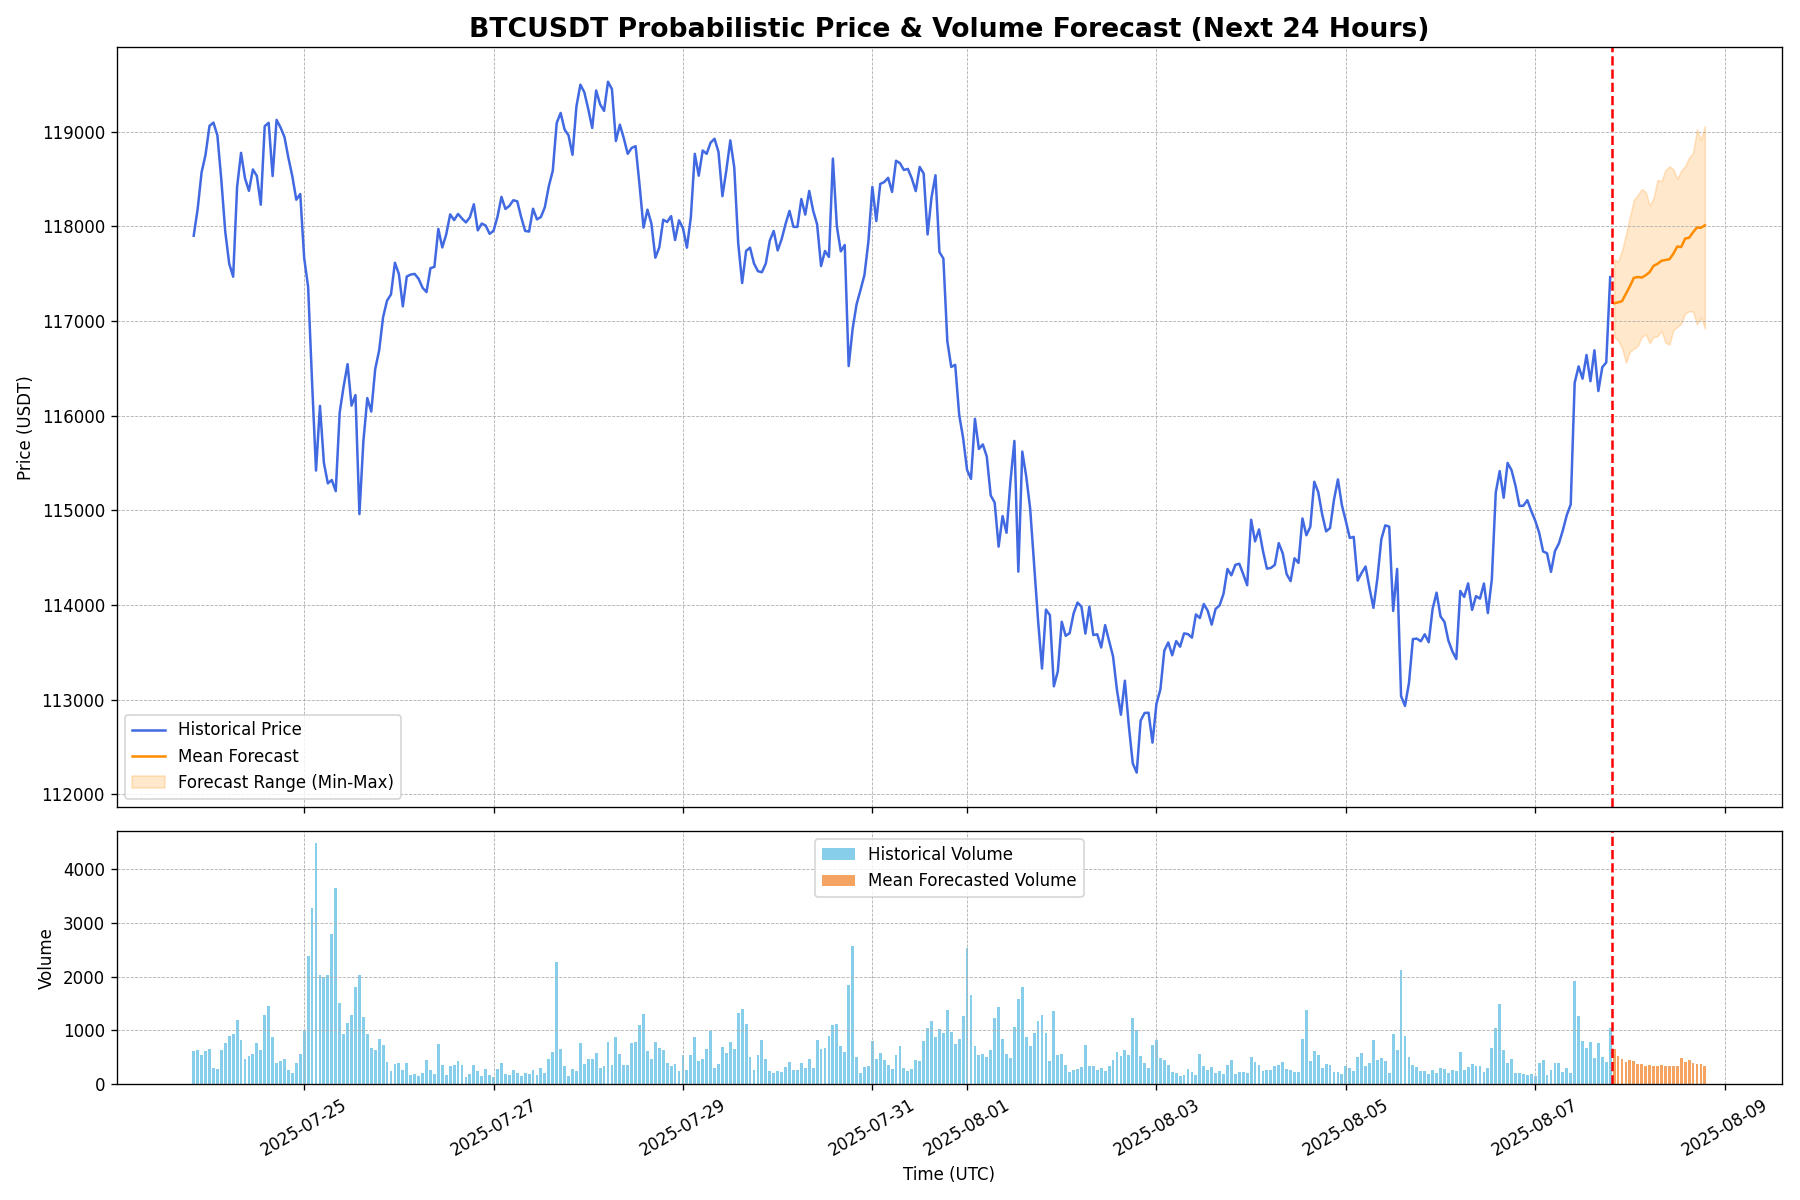 BTCUSDT Probabilistic Price & Volume Forecast (Next 24 Hours)
Price (USDT)
119000
118000
117000
116000
115000
114000
113000
112000
Historical Price
Mean Forecast
Forecast Range (Min-Max)
Volume
4000
3000
2000
1000
0
Historical Volume
Mean Forecasted Volume
2025-07-25
2025-07-27
2025-07-29
2025-07-31
2025-08-01
2025-08-03
2025-08-05
2025-08-07
2025-08-09
Time (UTC)